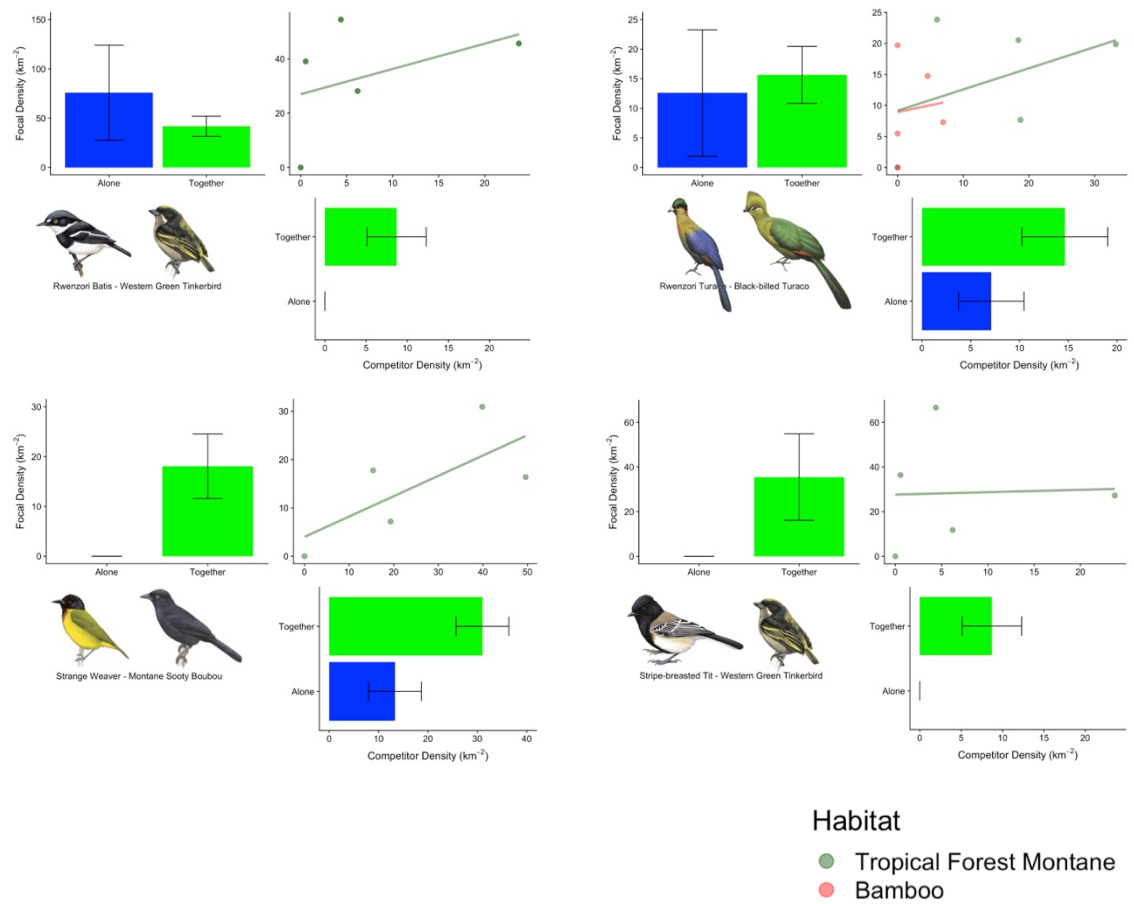 Focal Density (km⁻²)
150
100
50
0
Alone
Together
40
20
0
0
5
10
15
20
Rwenzori Batis - Western Green Tinkerbird
Together
Alone
0
5
10
15
20
Competitor Density (km⁻²)
Focal Density (km⁻²)
25
20
15
10
5
0
Alone
Together
25
20
15
10
5
0
0
10
20
30
Rwenzori Turaco - Black-billed Turaco
Together
Alone
0
5
10
15
20
Competitor Density (km⁻²)
Focal Density (km⁻²)
30
20
10
0
Alone
Together
30
20
10
0
0
10
20
30
40
50
Strange Weaver - Montane Sooty Boubou
Together
Alone
0
10
20
30
40
Competitor Density (km⁻²)
Focal Density (km⁻²)
60
40
20
0
Alone
Together
60
40
20
0
0
5
10
15
20
Stripe-breasted Tit - Western Green Tinkerbird
Together
Alone
0
5
10
15
20
Competitor Density (km⁻²)
Habitat
Tropical Forest Montane
Bamboo